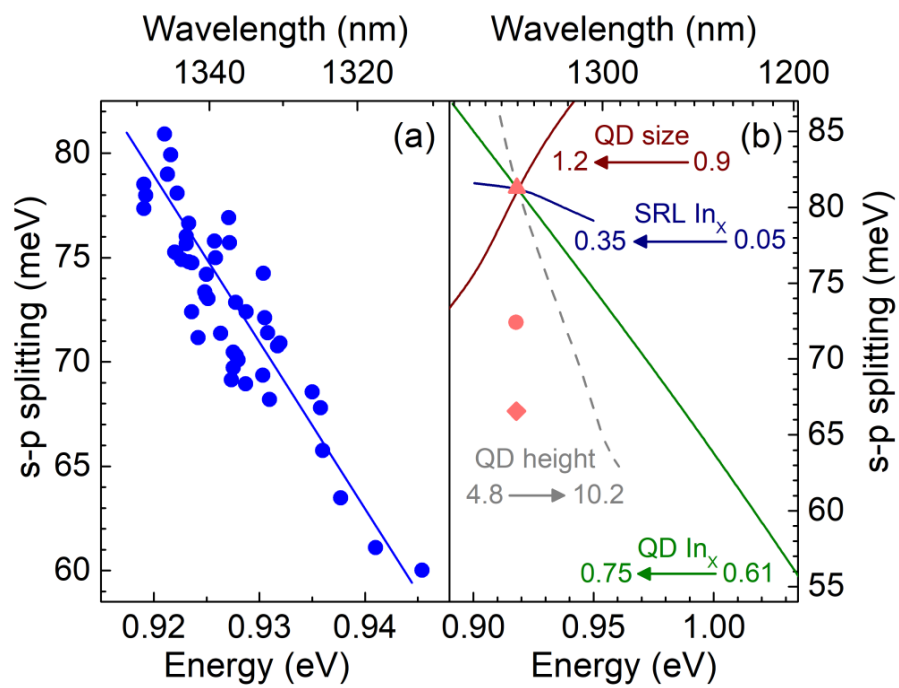 Wavelength (nm)
1340 1320
Wavelength (nm)
1300 1200
(a)
s-p splitting (meV)
80
75
70
65
60
0.92 0.93 0.94
Energy (eV)
(b)
QD size
1.2 0.9
SRL Inx
0.35 0.05
QD height
4.8 10.2
QD Inx
0.75 0.61
85
80
75
70
65
60
55
s-p splitting (meV)
0.90 0.95 1.00
Energy (eV)